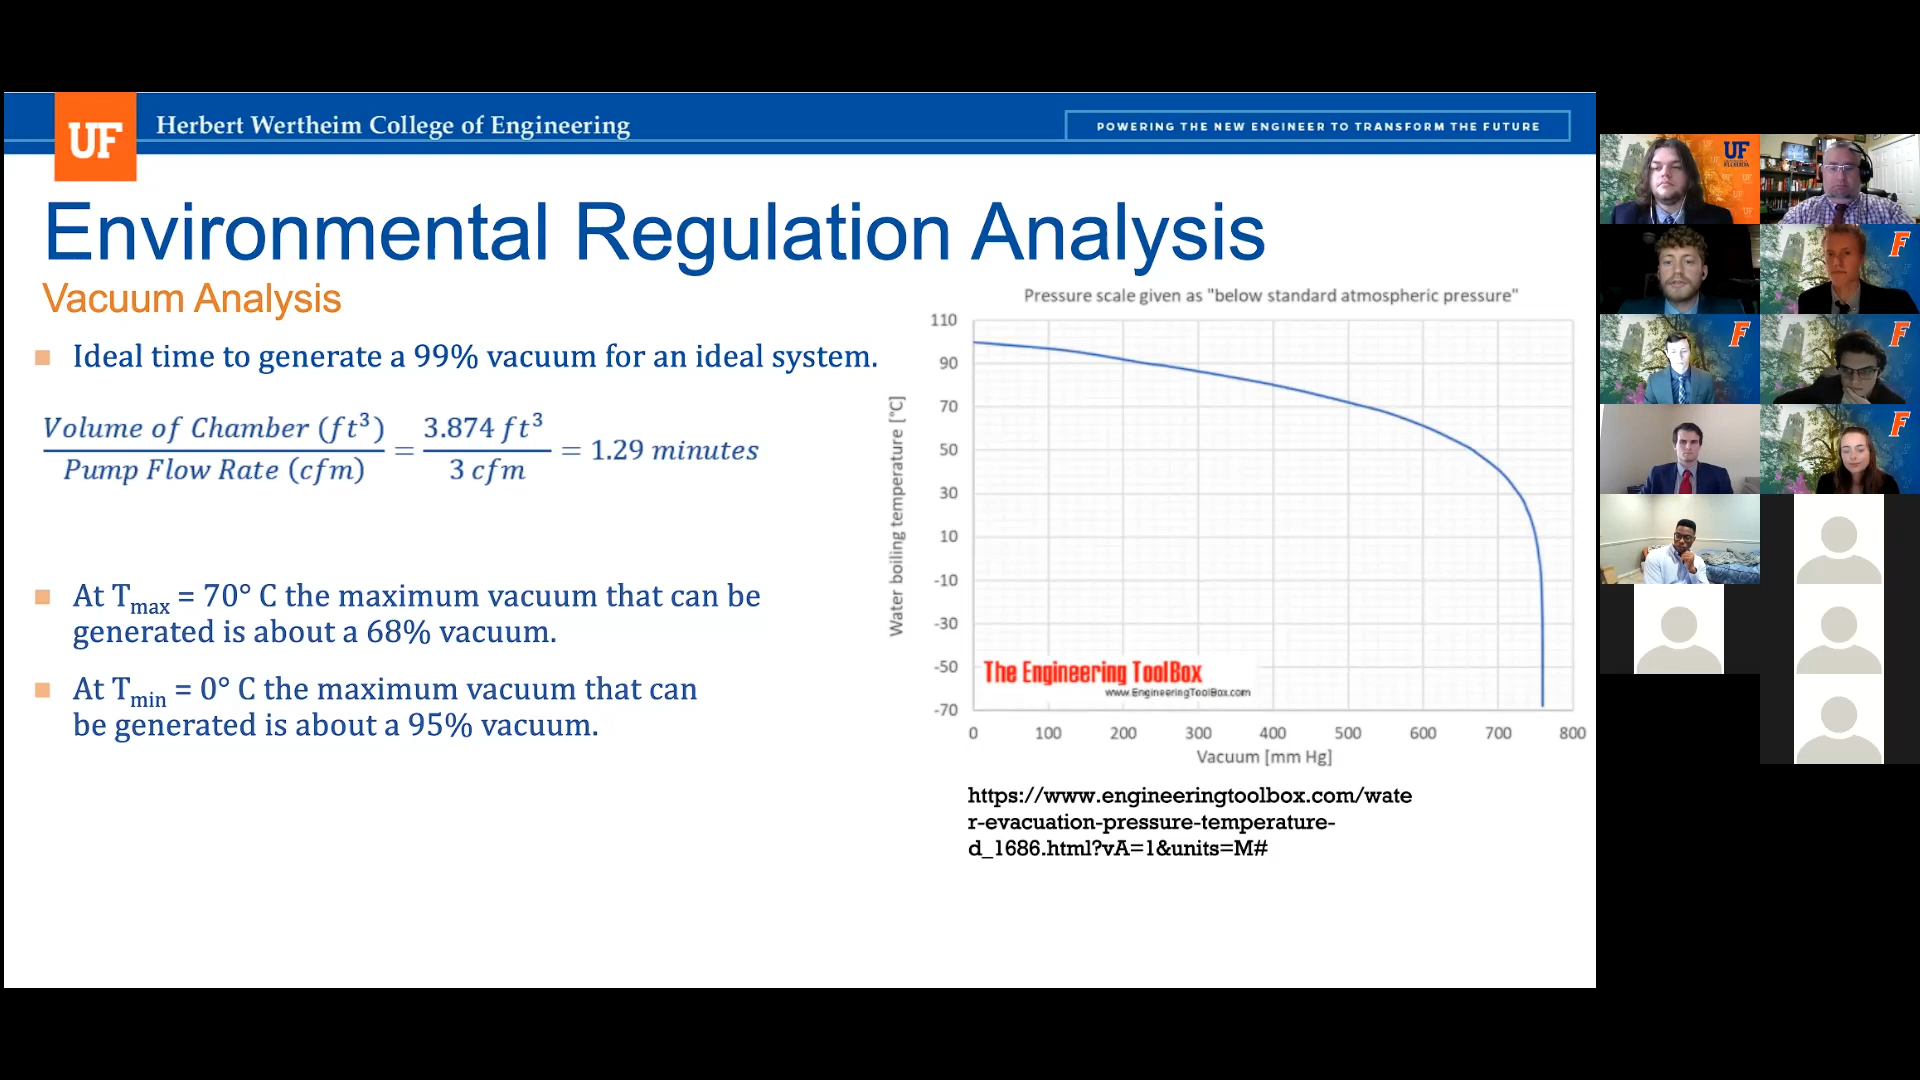 UF
Herbert Wertheim College of Engineering
POWERING THE NEW ENGINEER TO TRANSFORM THE FUTURE
Environmental Regulation Analysis
Vacuum Analysis
Ideal time to generate a 99% vacuum for an ideal system.
Volume of Chamber (ft³) / Pump Flow Rate (cfm) = 3.874 ft³ / 3 cfm = 1.29 minutes
At Tmax = 70° C the maximum vacuum that can be
generated is about a 68% vacuum.
At Tmin = 0° C the maximum vacuum that can
be generated is about a 95% vacuum.
Pressure scale given as "below standard atmospheric pressure"
110
90
70
50
30
10
-10
-30
-50
-70
Water boiling temperature [°C]
The Engineering ToolBox
www.EngineeringToolBox.com
0 100 200 300 400 500 600 700 800
Vacuum [mm Hg]
https://www.engineeringtoolbox.com/wate
r-evacuation-pressure-temperature-
d_1686.html?vA=1&units=M#
UF
F
F
F
F